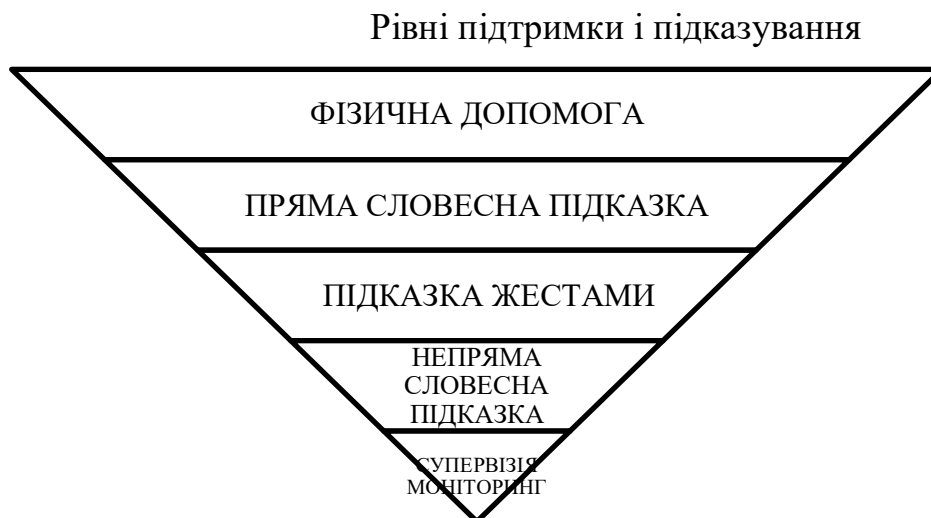 Рівні підтримки і підказування
ФІЗИЧНА ДОПОМОГА
ПРЯМА СЛОВЕСНА ПІДКАЗКА
ПІДКАЗКА ЖЕСТАМИ
НЕПРЯМА
СЛОВЕСНА
ПІДКАЗКА
СУПЕРВІЗІЯ
МОНІТОРИНГ